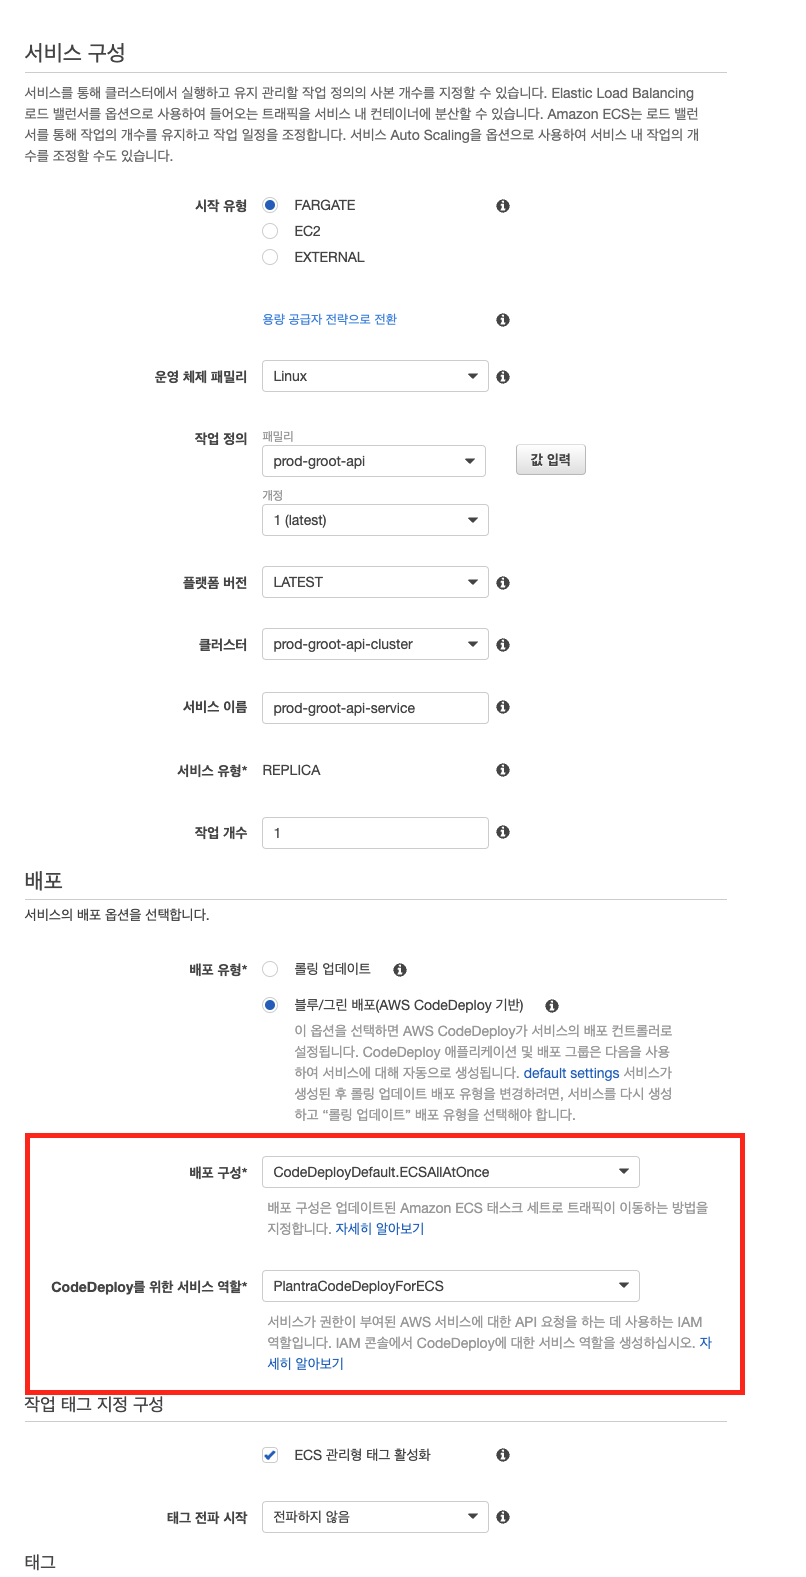 서비스 구성
서비스를 통해 클러스터에서 실행하고 유지 관리할 작업 정의의 사본 개수를 지정할 수 있습니다. Elastic Load Balancing
로드 밸런서를 옵션으로 사용하여 들어오는 트래픽을 서비스 내 컨테이너에 분산할 수 있습니다. Amazon ECS는 로드 밸런
서를 통해 작업의 개수를 유지하고 작업 일정을 조정합니다. 서비스 Auto Scaling을 옵션으로 사용하여 서비스 내 작업의 개
수를 조정할 수도 있습니다.
시작 유형 FARGATE
EC2
EXTERNAL
용량 공급자 전략으로 전환
운영 체제 패밀리 Linux
작업 정의 패밀리
prod-groot-api 값 입력
개정
1 (latest)
플랫폼 버전 LATEST
클러스터 prod-groot-api-cluster
서비스 이름 prod-groot-api-service
서비스 유형* REPLICA
작업 개수 1
배포
서비스의 배포 옵션을 선택합니다.
배포 유형* 롤링 업데이트
블루/그린 배포(AWS CodeDeploy 기반)
이 옵션을 선택하면 AWS CodeDeploy가 서비스의 배포 컨트롤러로
설정됩니다. CodeDeploy 애플리케이션 및 배포 그룹은 다음을 사용
하여 서비스에 대해 자동으로 생성됩니다. default settings 서비스가
생성된 후 롤링 업데이트 배포 유형을 변경하려면, 서비스를 다시 생성
하고 “롤링 업데이트” 배포 유형을 선택해야 합니다.
배포 구성* CodeDeployDefault.ECSAllAtOnce
배포 구성은 업데이트된 Amazon ECS 태스크 세트로 트래픽이 이동하는 방법을
지정합니다. 자세히 알아보기
CodeDeploy를 위한 서비스 역할* PlantraCodeDeployForECS
서비스가 권한이 부여된 AWS 서비스에 대한 API 요청을 하는 데 사용하는 IAM
역할입니다. IAM 콘솔에서 CodeDeploy에 대한 서비스 역할을 생성하십시오. 자
세히 알아보기
작업 태그 지정 구성
ECS 관리형 태그 활성화
태그 전파 시작 전파하지 않음
태그